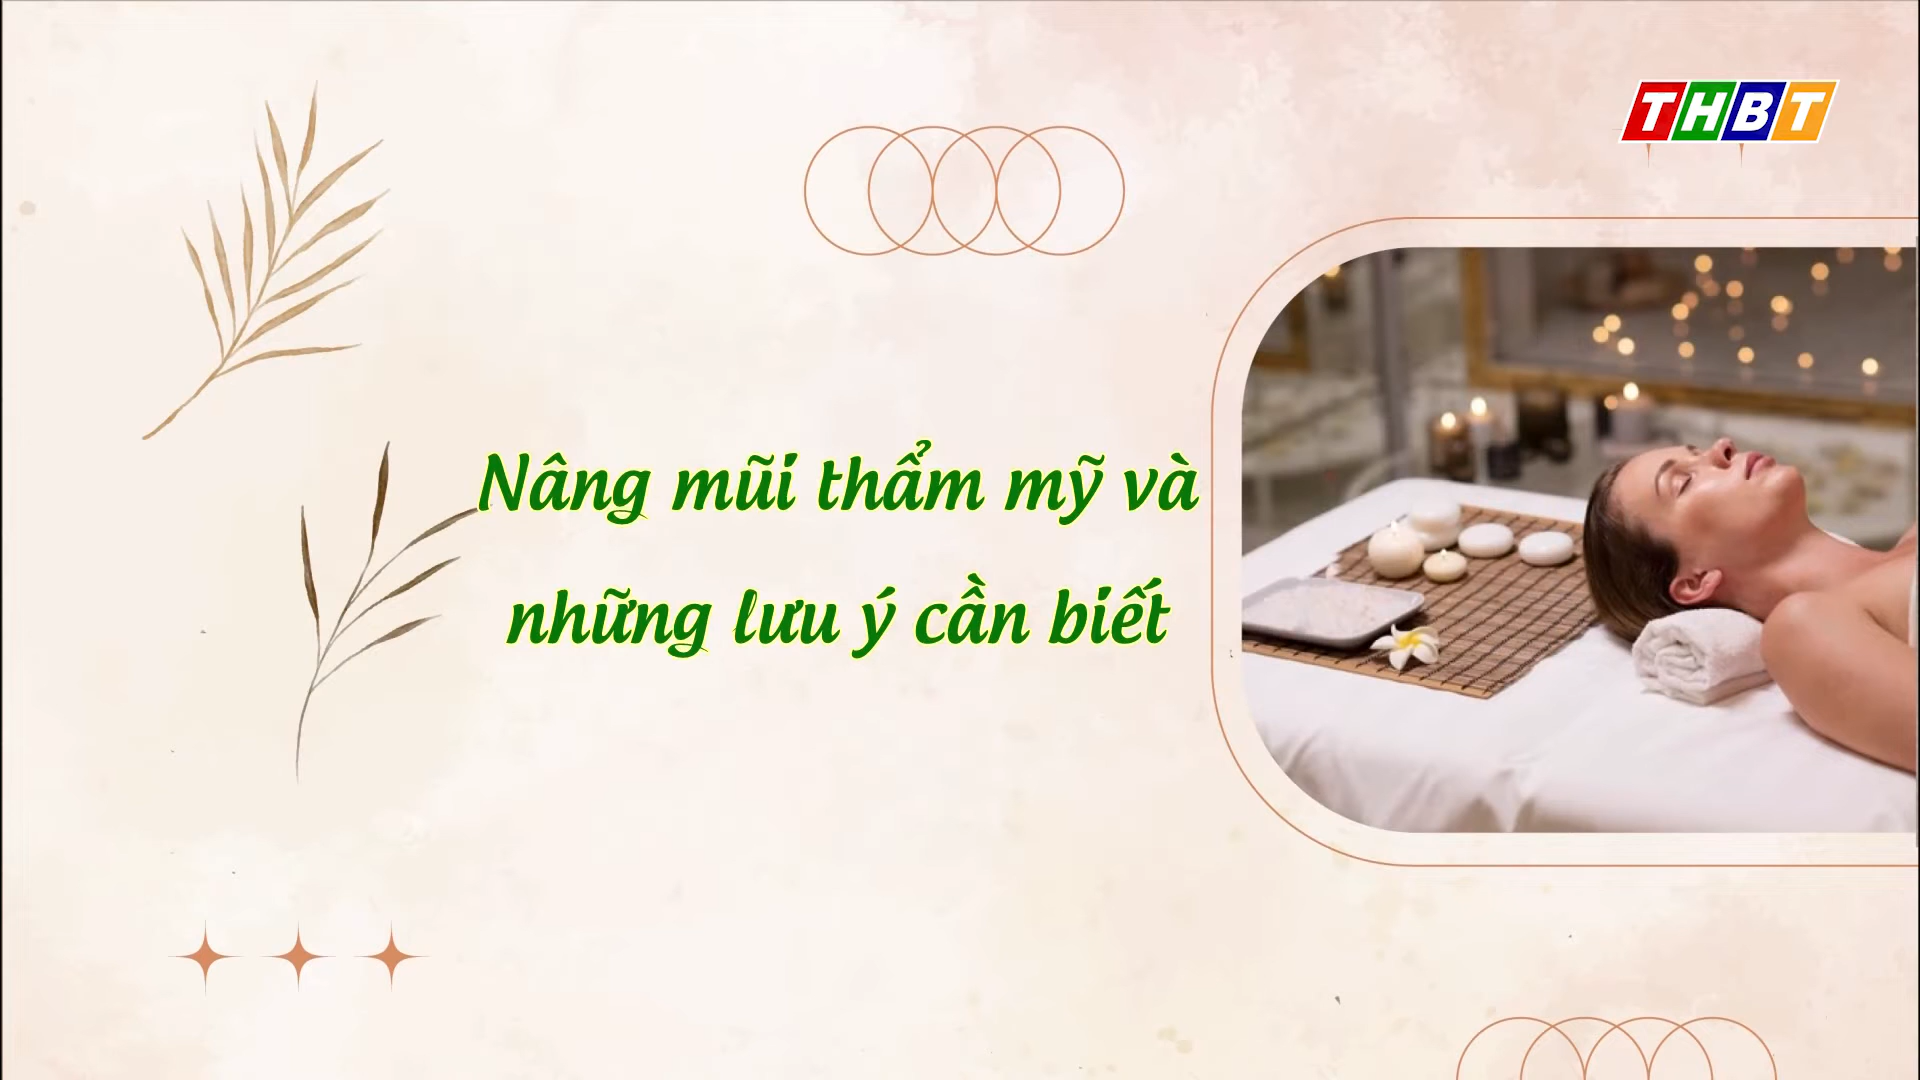 THBT
Nâng mũi thẩm mỹ và
những lưu ý cần biết